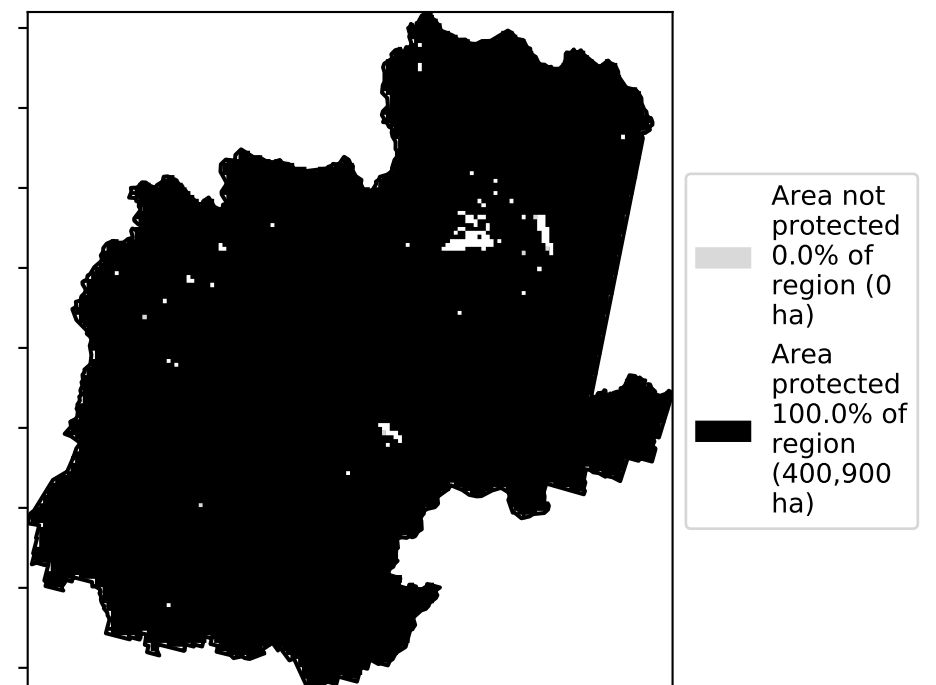 Area not
protected
0.0% of
region (0
ha)
Area
protected
100.0% of
region
(400,900
ha)